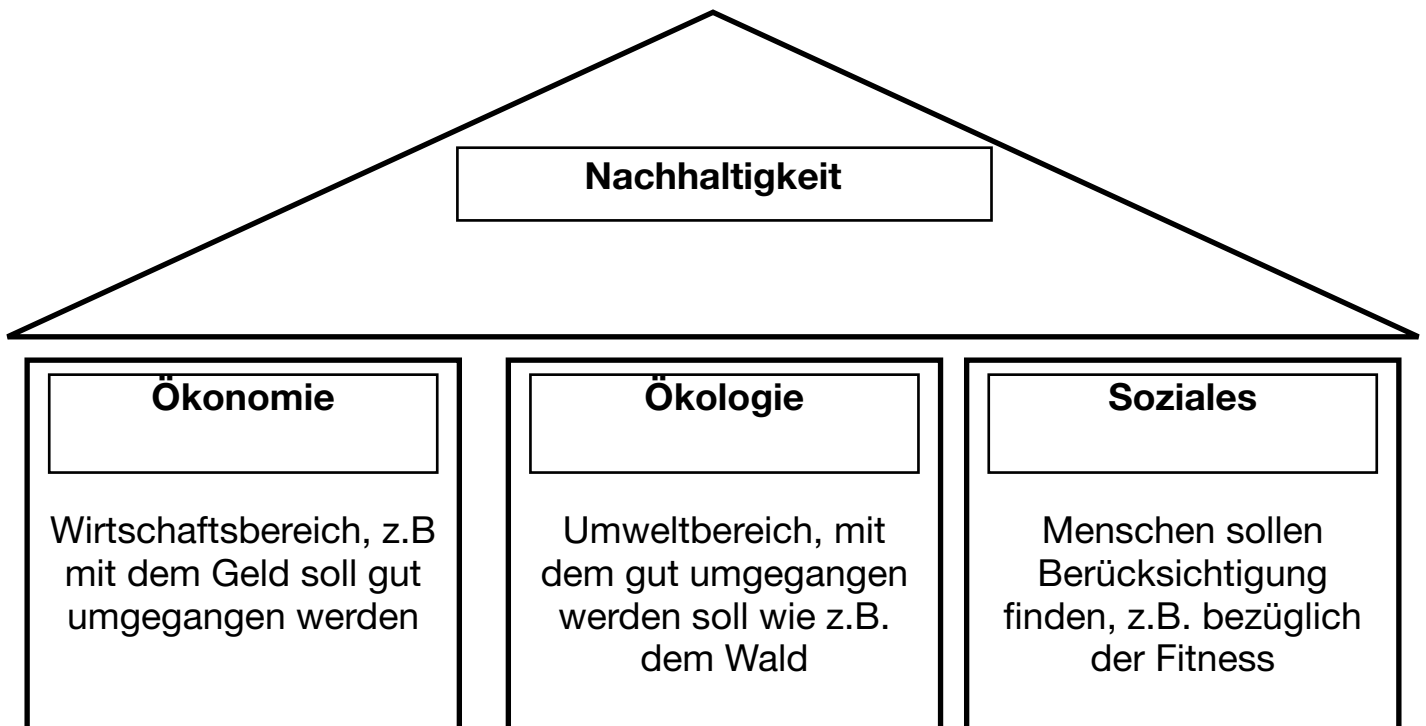 Nachhaltigkeit
Ökonomie
Wirtschaftsbereich, z.B
mit dem Geld soll gut
umgegangen werden
Ökologie
Umweltbereich, mit
dem gut umgegangen
werden soll wie z.B.
dem Wald
Soziales
Menschen sollen
Berücksichtigung
finden, z.B. bezüglich
der Fitness